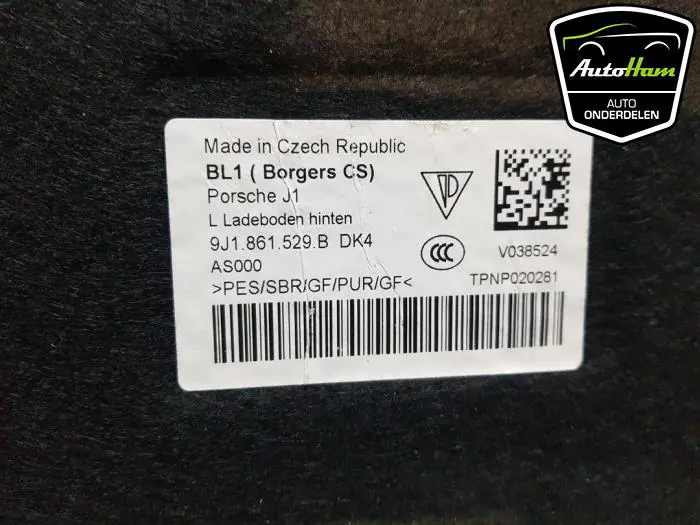 AutoHam
AUTO
ONDERDELEN
Made in Czech Republic
BL1 ( Borgers CS)
Porsche J1
L Ladeboden hinten
9J1.861.529.B DK4
AS000
>PES/SBR/GF/PUR/GF<
CCC
V038524
TPNP020281